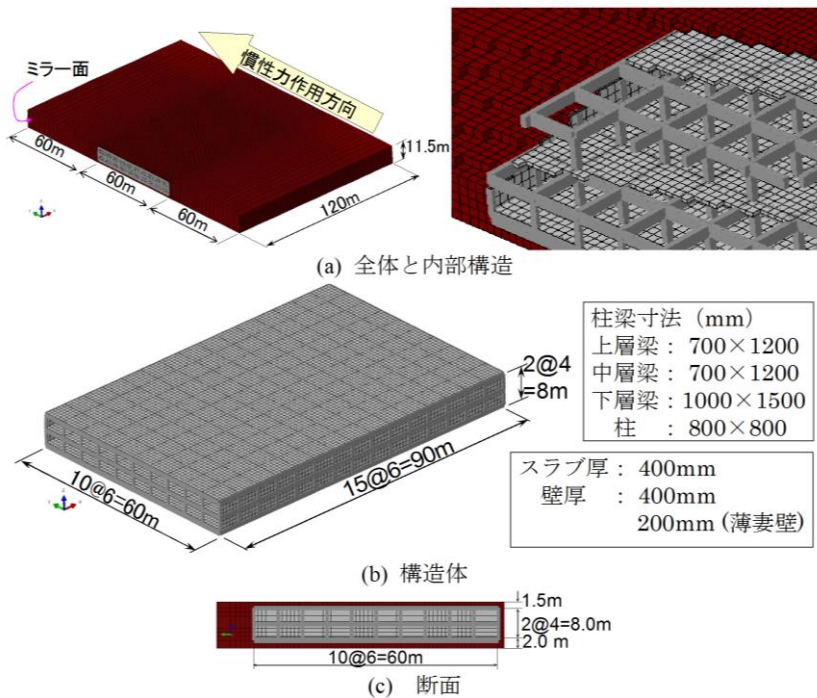 ミラー面
慣性力作用方向
11.5m
60m
60m
60m
120m
(a) 全体と内部構造
2@4
=8m
10@6=60m
15@6=90m
柱梁寸法 (mm)
上層梁： 700×1200
中層梁： 700×1200
下層梁： 1000×1500
柱 ： 800×800
スラブ厚： 400mm
壁厚 ： 400mm
200mm (薄妻壁)
(b) 構造体
1.5m
2@4=8.0m
2.0 m
10@6=60m
(c) 断面